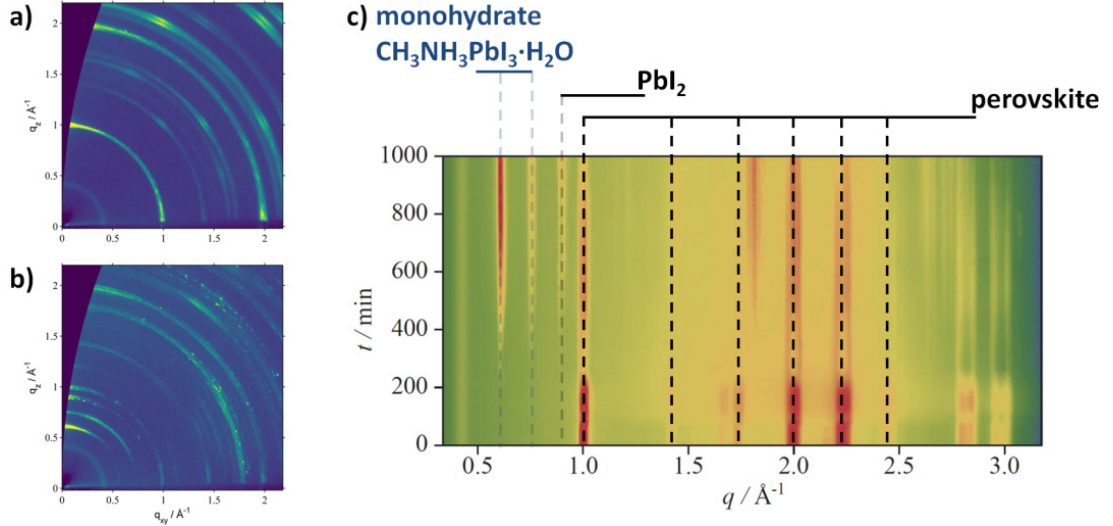 a)
2
1.5
1
0.5
0
0 0.5 1 1.5 2
q_z / Å⁻¹
b)
2
1.5
1
0.5
0
0 0.5 1 1.5 2
q_z / Å⁻¹
q_xy / Å⁻¹
c) monohydrate
CH₃NH₃PbI₃·H₂O
PbI₂
perovskite
1000
800
600
400
200
0
t / min
0.5 1.0 1.5 2.0 2.5 3.0
q / Å⁻¹